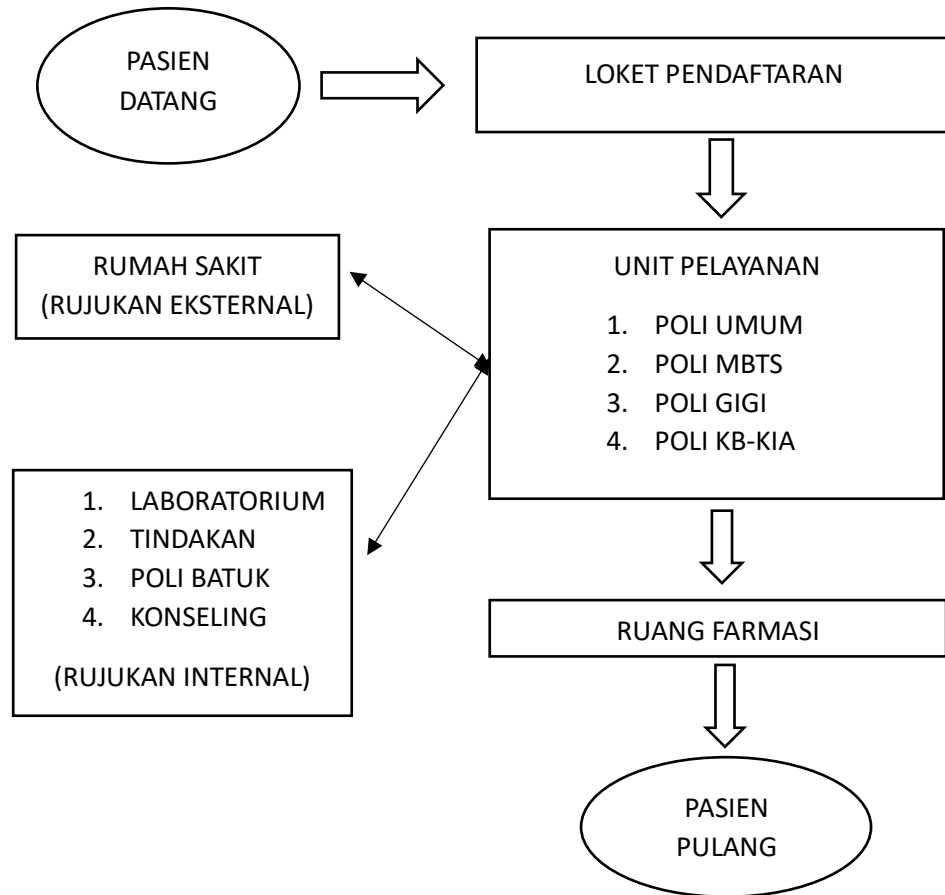 PASIEN
DATANG
LOKET PENDAFTARAN
RUMAH SAKIT
(RUJUKAN EKSTERNAL)
UNIT PELAYANAN
1. POLI UMUM
2. POLI MBTS
3. POLI GIGI
4. POLI KB-KIA
1. LABORATORIUM
2. TINDAKAN
3. POLI BATUK
4. KONSELING
(RUJUKAN INTERNAL)
RUANG FARMASI
PASIEN
PULANG